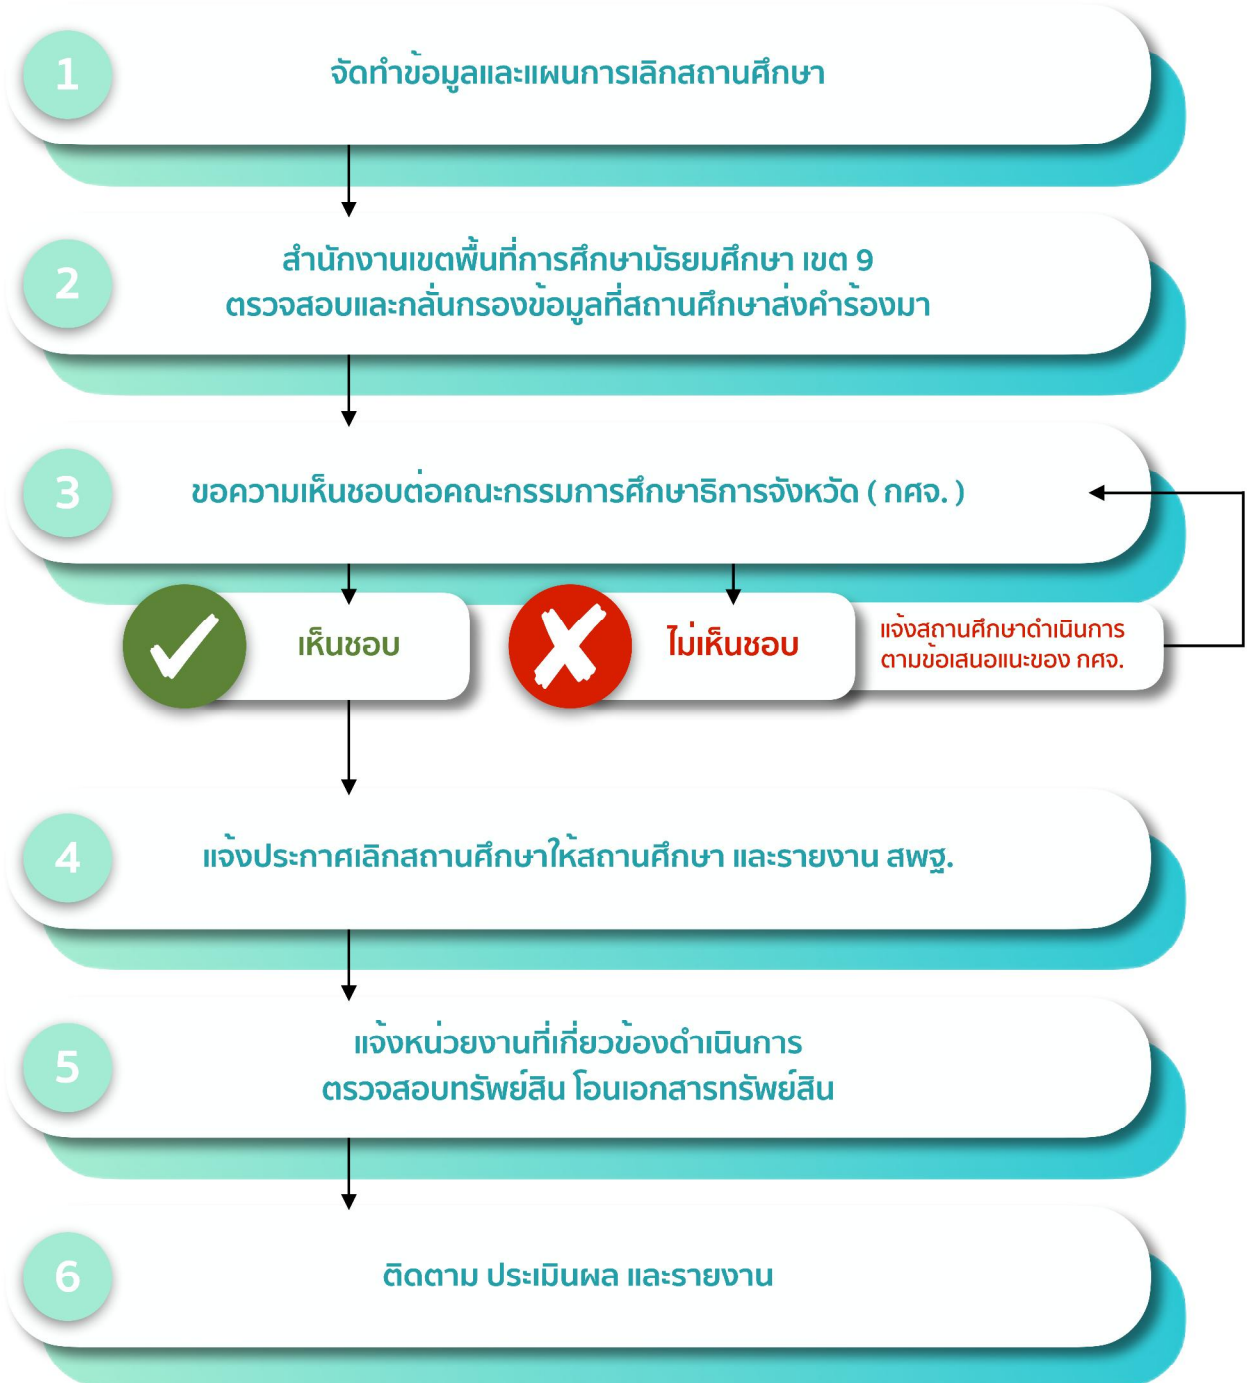 1
จัดทำข้อมูลและแผนการเลิกสถานศึกษา
2
สำนักงานเขตพื้นที่การศึกษามัธยมศึกษา เขต 9
ตรวจสอบและกลั่นกรองข้อมูลที่สถานศึกษาส่งคำร้องมา
3
ขอความเห็นชอบต่อคณะกรรมการศึกษาธิการจังหวัด ( กศจ. )
เห็นชอบ
ไม่เห็นชอบ
แจ้งสถานศึกษาดำเนินการ
ตามข้อเสนอแนะของ กศจ.
4
แจ้งประกาศเลิกสถานศึกษาให้สถานศึกษา และรายงาน สพฐ.
5
แจ้งหน่วยงานที่เกี่ยวข้องดำเนินการ
ตรวจสอบทรัพย์สิน โอนเอกสารทรัพย์สิน
6
ติดตาม ประเมินผล และรายงาน